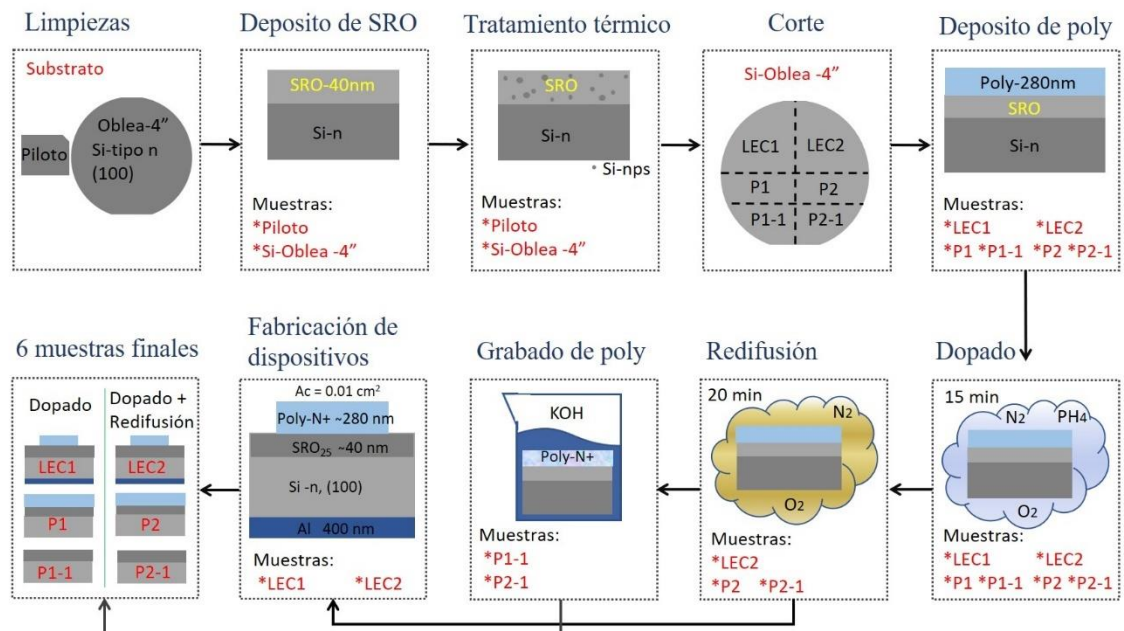 Limpiezas
Substrato
Piloto
Oblea-4"
Si-tipo n
(100)
Deposito de SRO
SRO-40nm
Si-n
Muestras:
*Piloto
*Si-Oblea -4"
Tratamiento térmico
SRO
Si-n
Si-nps
Muestras:
*Piloto
*Si-Oblea -4"
Corte
Si-Oblea -4"
LEC1 LEC2
P1 P2
P1-1 P2-1
Deposito de poly
Poly-280nm
SRO
Si-n
Muestras:
*LEC1 *LEC2
*P1 *P1-1 *P2 *P2-1
6 muestras finales
Dopado
Dopado +
Redifusión
LEC1 LEC2
P1 P2
P1-1 P2-1
Fabricación de
dispositivos
Ac = 0.01 cm²
Poly-N+ ~280 nm
SRO₂₅ ~40 nm
Si -n, (100)
Al 400 nm
Muestras:
*LEC1 *LEC2
Grabado de poly
KOH
Poly-N+
Muestras:
*P1-1
*P2-1
Redifusión
20 min
N2
O2
Muestras:
*LEC2
*P2 *P2-1
Dopado
15 min
N2 PH4
O2
Muestras:
*LEC1 *LEC2
*P1 *P1-1 *P2 *P2-1